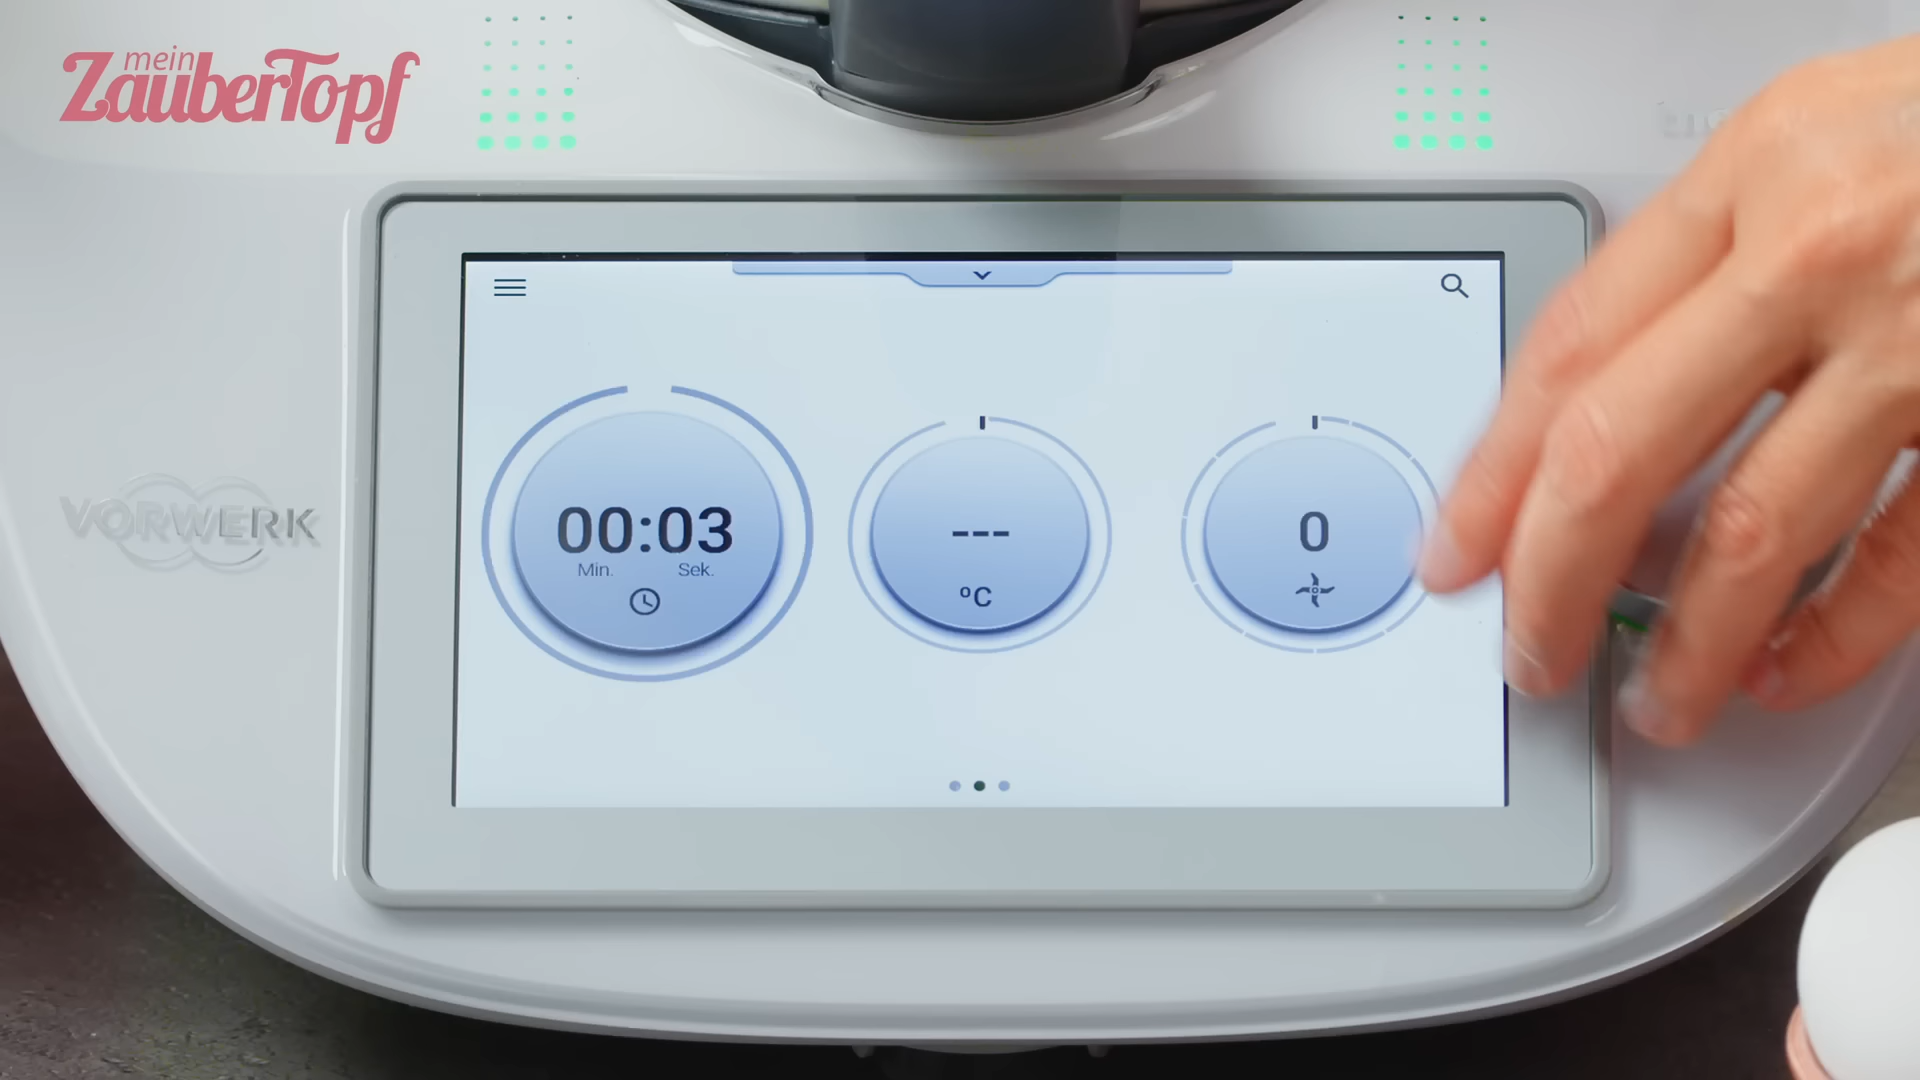 mein
ZauberTopf
VORWERK
00:03
Min. Sek.
---
°C
0